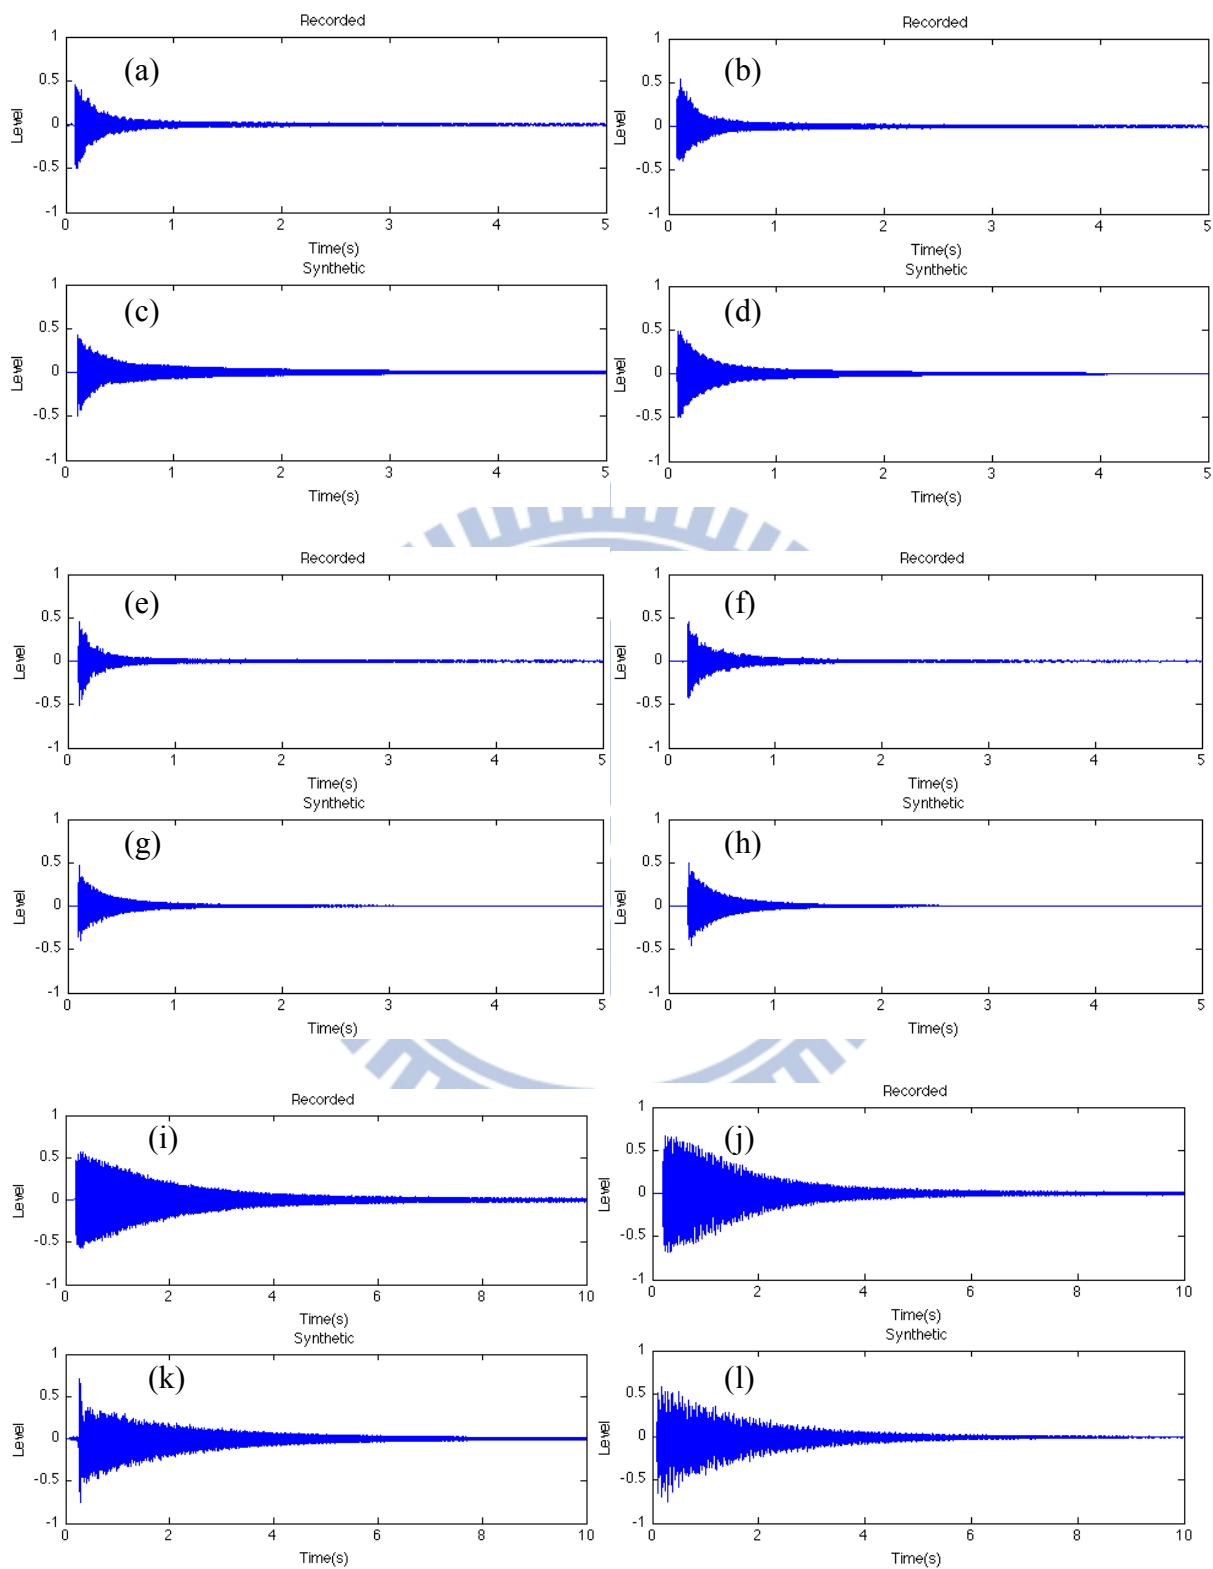 Recorded
(a)
1
0.5
0
-0.5
-1
Level
0 1 2 3 4 5
Time(s)
Recorded
(b)
1
0.5
0
-0.5
-1
Level
0 1 2 3 4 5
Time(s)
Synthetic
(c)
1
0.5
0
-0.5
-1
Level
0 1 2 3 4 5
Time(s)
Synthetic
(d)
1
0.5
0
-0.5
-1
Level
0 1 2 3 4 5
Time(s)
Recorded
(e)
1
0.5
0
-0.5
-1
Level
0 1 2 3 4 5
Time(s)
Recorded
(f)
1
0.5
0
-0.5
-1
Level
0 1 2 3 4 5
Time(s)
Synthetic
(g)
1
0.5
0
-0.5
-1
Level
0 1 2 3 4 5
Time(s)
Synthetic
(h)
1
0.5
0
-0.5
-1
Level
0 1 2 3 4 5
Time(s)
Recorded
(i)
1
0.5
0
-0.5
-1
Level
0 2 4 6 8 10
Time(s)
Recorded
(j)
1
0.5
0
-0.5
-1
Level
0 2 4 6 8 10
Time(s)
Synthetic
(k)
1
0.5
0
-0.5
-1
Level
0 2 4 6 8 10
Time(s)
Synthetic
(l)
1
0.5
0
-0.5
-1
Level
0 2 4 6 8 10
Time(s)